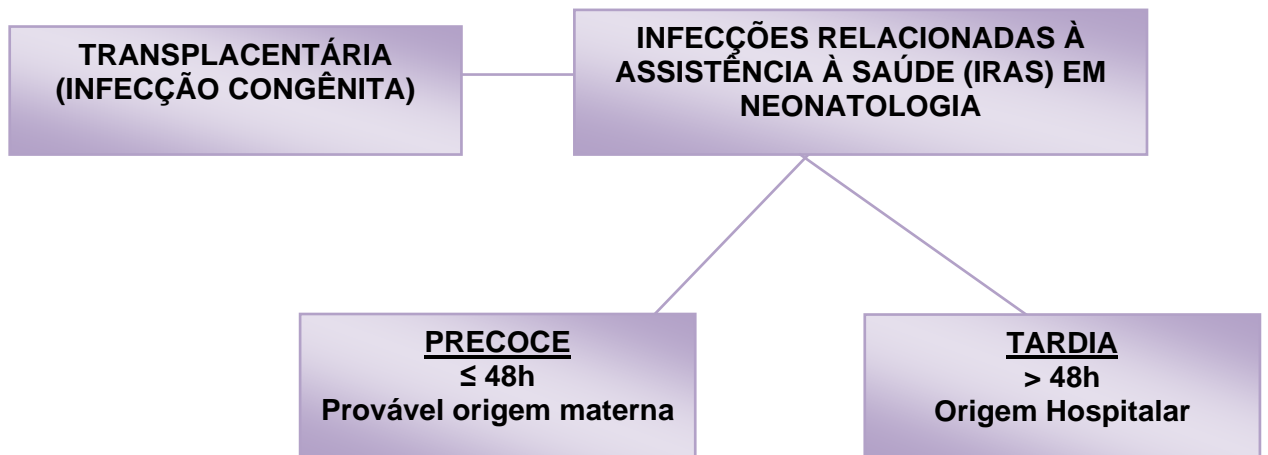 TRANSPLACENTÁRIA
(INFECÇÃO CONGÊNITA)
INFECÇÕES RELACIONADAS À
ASSISTÊNCIA À SAÚDE (IRAS) EM
NEONATOLOGIA
PRECOCE
≤ 48h
Provável origem materna
TARDIA
> 48h
Origem Hospitalar